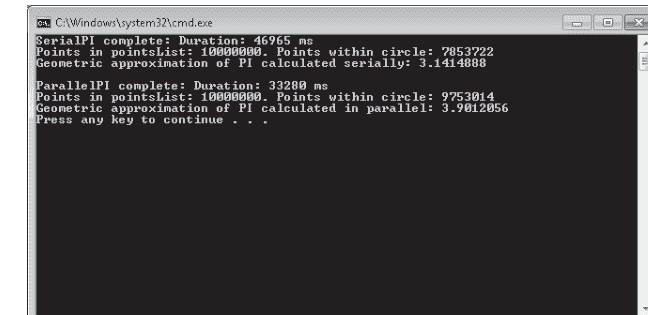 C:\Windows\system32\cmd.exe
SerialPI complete: Duration: 46965 ms
Points in pointsList: 10000000. Points within circle: 7853722
Geometric approximation of PI calculated serially: 3.1414888
ParallelPI complete: Duration: 33280 ms
Points in pointsList: 10000000. Points within circle: 9753014
Geometric approximation of PI calculated in parallel: 3.9012056
Press any key to continue . . .